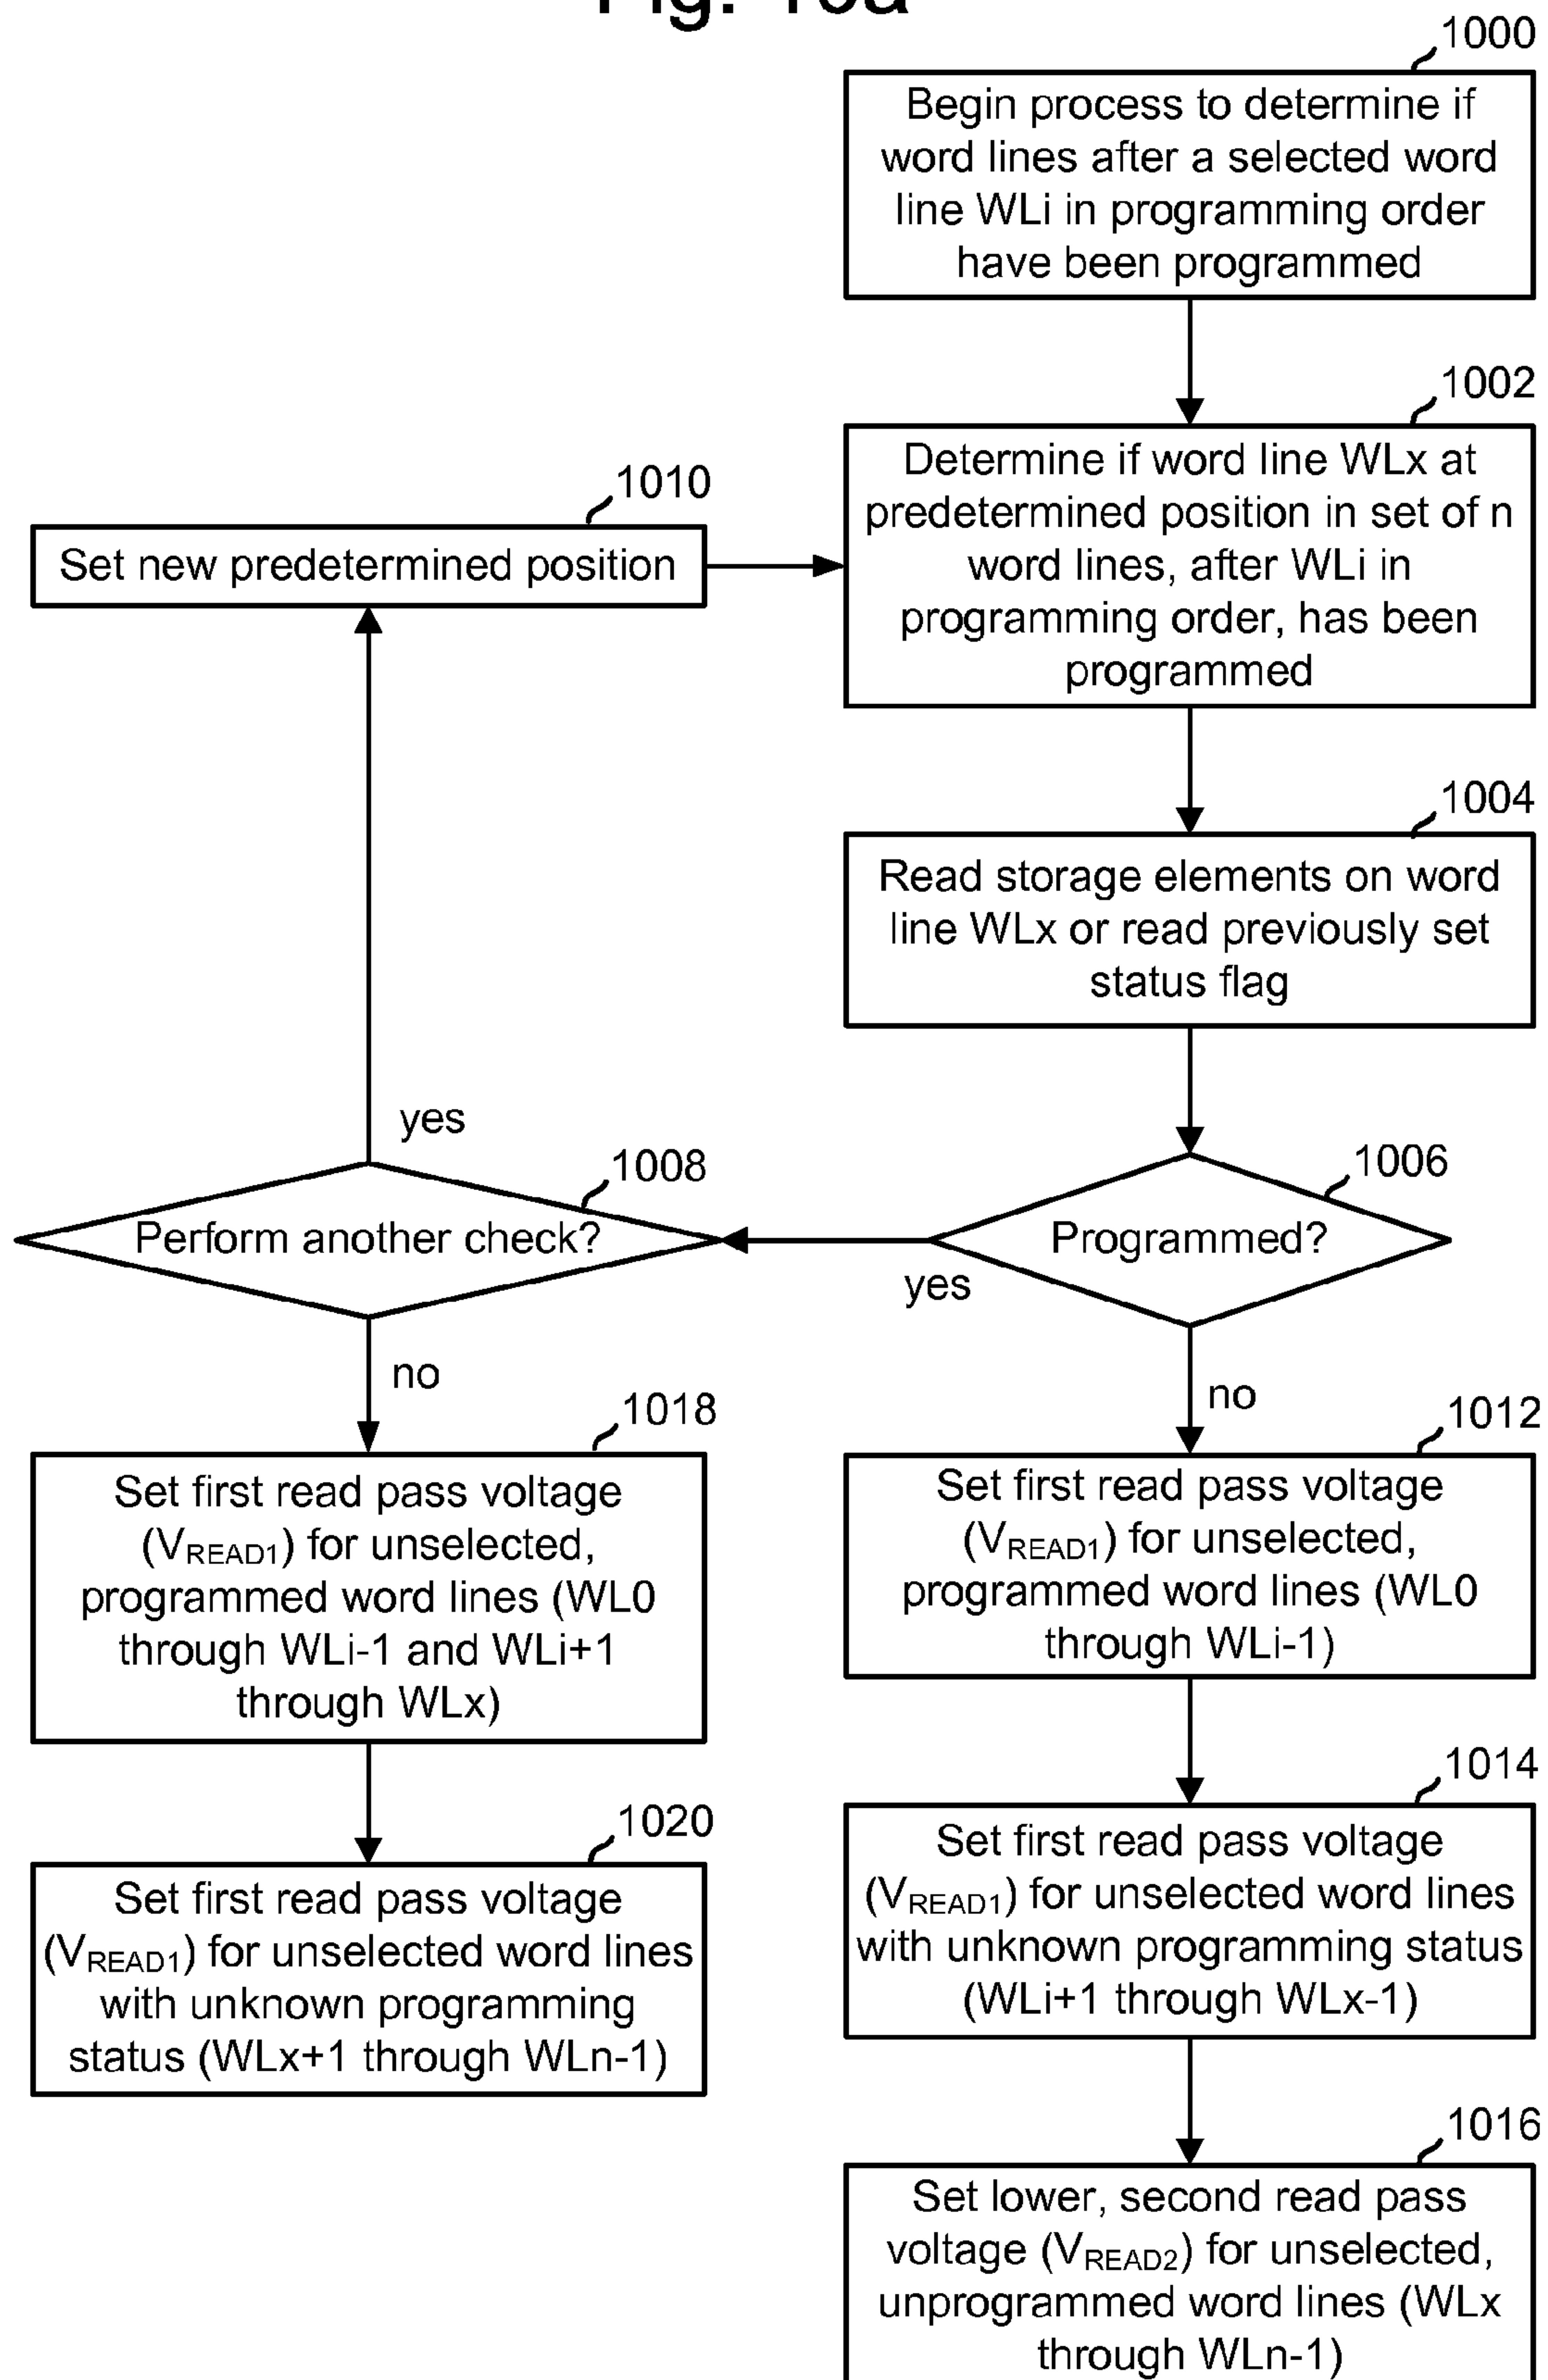 1000
Begin process to determine if
word lines after a selected word
line WLi in programming order
have been programmed
1002
Determine if word line WLx at
predetermined position in set of n
word lines, after WLi in
programming order, has been
programmed
1010
Set new predetermined position
1004
Read storage elements on word
line WLx or read previously set
status flag
yes
1008
Perform another check?
1006
Programmed?
yes
no
no
1018
Set first read pass voltage
(VREAD1) for unselected,
programmed word lines (WL0
through WLi-1 and WLi+1
through WLx)
1012
Set first read pass voltage
(VREAD1) for unselected,
programmed word lines (WL0
through WLi-1)
1020
Set first read pass voltage
(VREAD1) for unselected word lines
with unknown programming
status (WLx+1 through WLn-1)
1014
Set first read pass voltage
(VREAD1) for unselected word lines
with unknown programming status
(WLi+1 through WLx-1)
1016
Set lower, second read pass
voltage (VREAD2) for unselected,
unprogrammed word lines (WLx
through WLn-1)